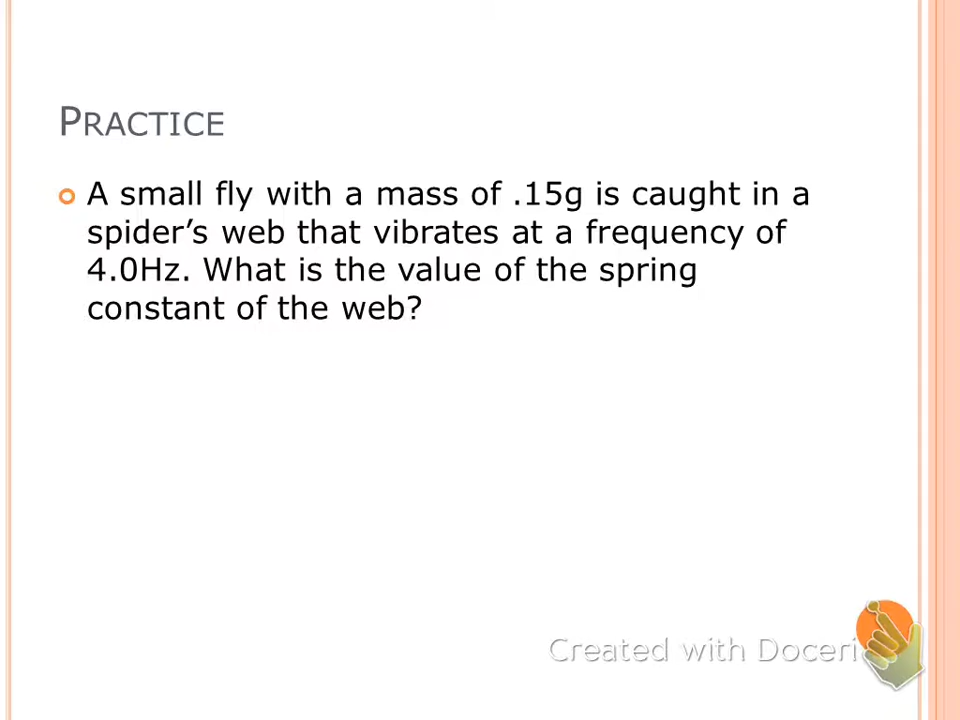 PRACTICE
A small fly with a mass of .15g is caught in a
spider’s web that vibrates at a frequency of
4.0Hz. What is the value of the spring
constant of the web?
Created with Doceri